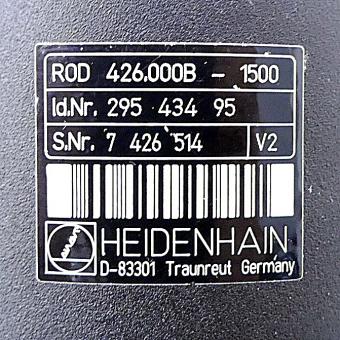 ROD 426.000B - 1500
Id.Nr. 295 434 95
S.Nr. 7 426 514 V2
HEIDENHAIN
D-83301 Traunreut Germany